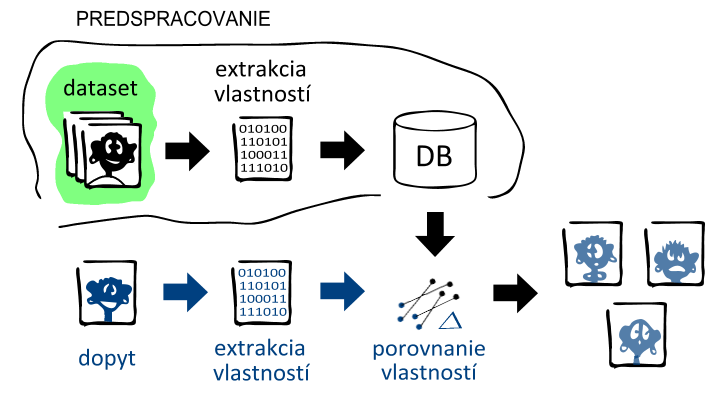 PREDSPRACOVANIE
dataset
extrakcia
vlastností
010100
110101
100011
111010
DB
010100
110101
100011
111010
dopyt
extrakcia
vlastností
porovnanie
vlastností